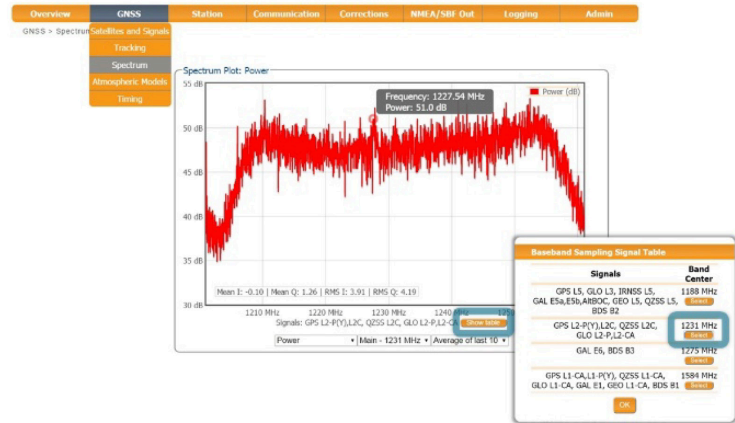 Overview GNSS Station Communication Corrections NMEA/SBF Out Logging Admin
GNSS > Spectrum
Satellites and Signals
Tracking
Spectrum
Atmospheric Models
Timing
Spectrum Plot: Power
55 dB
50 dB
45 dB
40 dB
35 dB
30 dB
Frequency: 1227.54 MHz
Power: 51.0 dB
Power (dB)
Mean I: -0.10 | Mean Q: 1.26 | RMS I: 3.91 | RMS Q: 4.19
1210 MHz 1220 MHz 1230 MHz 1240 MHz 1250
Signals: GPS L2-P(Y),L2C, QZSS L2C, GLO L2-P,L2-CA Show table
Power Main - 1231 MHz Average of last 10
Baseband Sampling Signal Table
Signals Band Center
GPS L5, GLO L3, IRNSS L5, 1188 MHz
GAL E5a,E5b,AltBOC, GEO L5, QZSS L5, Select
BDS B2
GPS L2-P(Y),L2C, QZSS L2C, 1231 MHz
GLO L2-P,L2-CA Select
GAL E6, BDS B3 1275 MHz
Select
GPS L1-CA,L1-P(Y), QZSS L1-CA, 1584 MHz
GLO L1-CA, GAL E1, GEO L1-CA, BDS B1 Select
OK